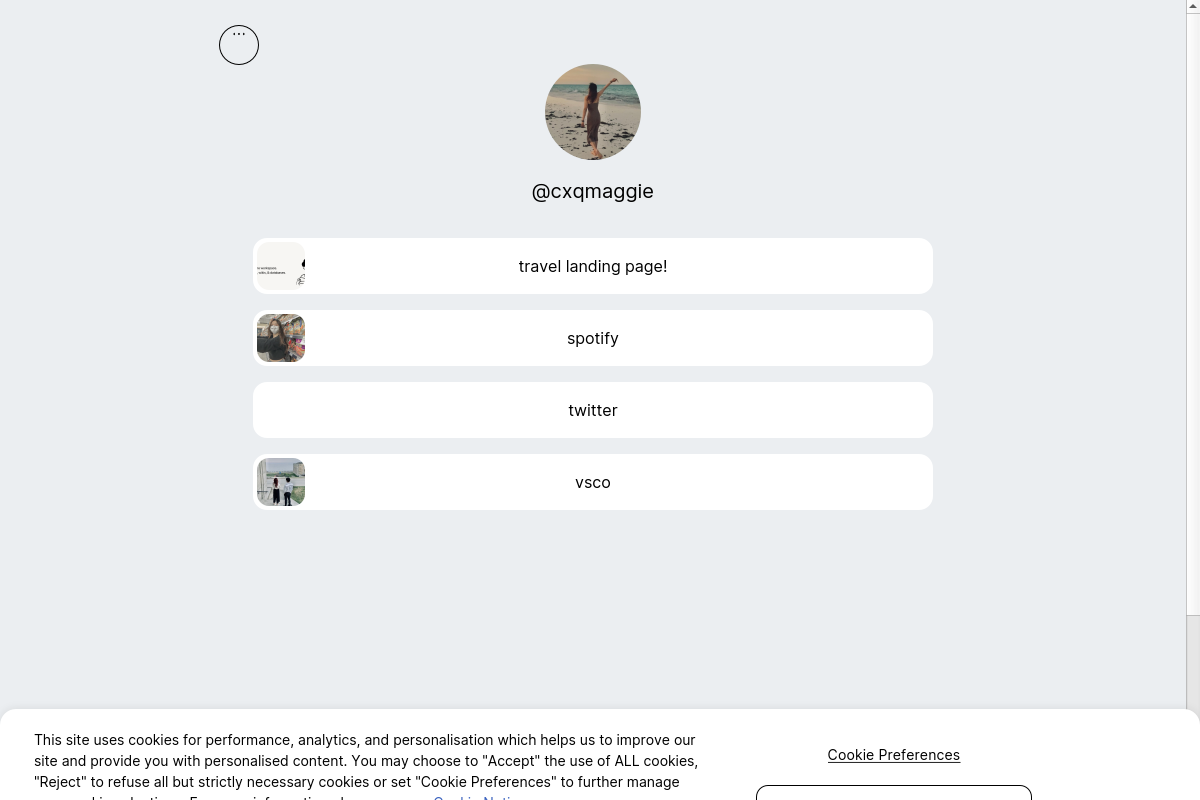 @cxqmaggie
travel landing page!
spotify
twitter
vsco
This site uses cookies for performance, analytics, and personalisation which helps us to improve our
site and provide you with personalised content. You may choose to "Accept" the use of ALL cookies,
"Reject" to refuse all but strictly necessary cookies or set "Cookie Preferences" to further manage
Cookie Preferences